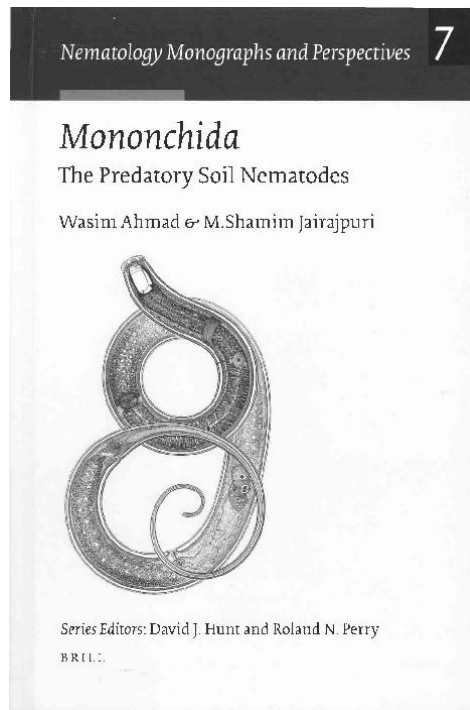 Nematology Monographs and Perspectives 7
Mononchida
The Predatory Soil Nematodes
Wasim Ahmad & M.Shamim Jairajpuri
Series Editors: David J. Hunt and Roland N. Perry
BRILL